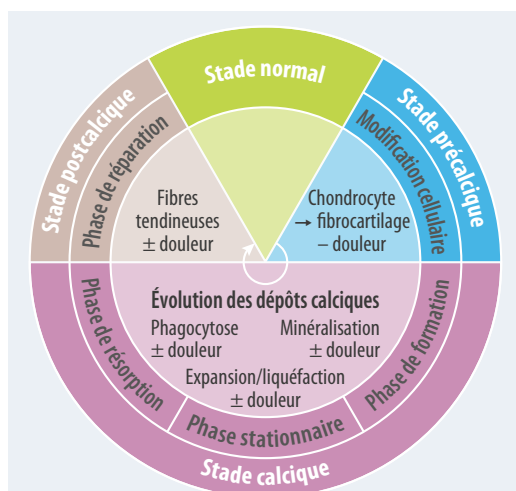 Stade normal
Stade précalcique
Modification cellulaire
Chondrocyte
→ fibrocartilage
– douleur
Stade postcalcique
Phase de réparation
Fibres
tendineuses
± douleur
Évolution des dépôts calciques
Phagocytose
± douleur
Minéralisation
± douleur
Expansion/liquéfaction
± douleur
Phase de formation
Phase stationnaire
Phase de résorption
Stade calcique